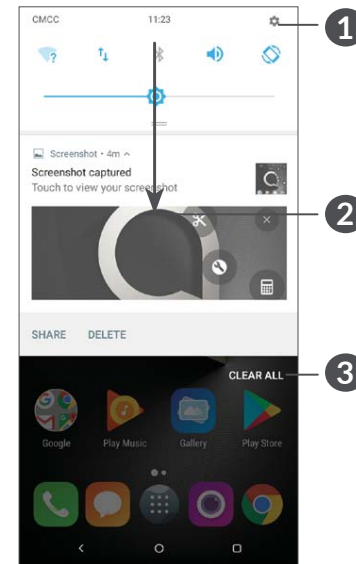 CMCC 11:23
1
Screenshot • 4m
Screenshot captured
Touch to view your screenshot
2
SHARE DELETE
CLEAR ALL
3
Google Play Music Gallery Play Store